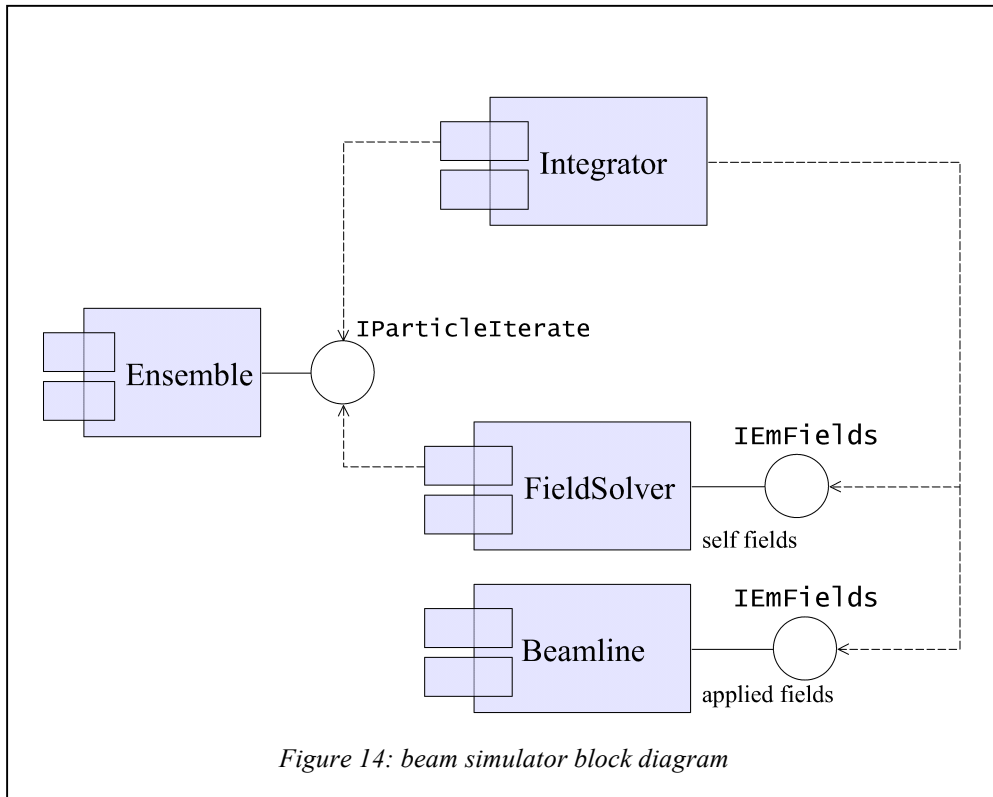 Integrator
IParticleIterate
Ensemble
IEmFields
FieldSolver
self fields
IEmFields
Beamline
applied fields
Figure 14: beam simulator block diagram